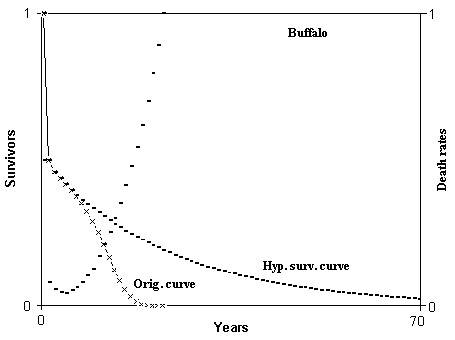 1
1
Buffalo
Survivors
Death rates
Hyp.surv.curve
Orig.curve
0
0
0
70
Years